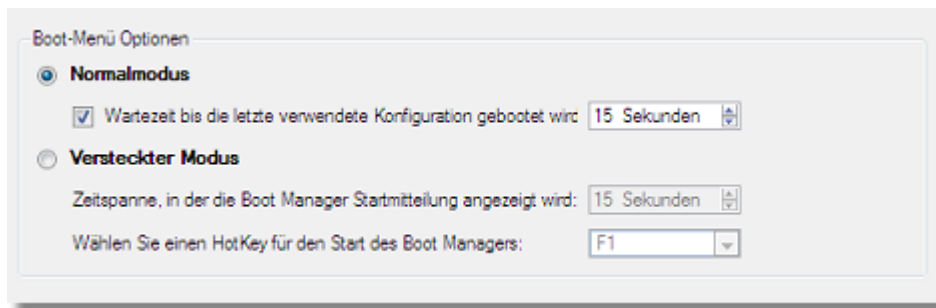 Boot-Menü Optionen
Normalmodus
Wartezeit bis die letzte verwendete Konfiguration gebootet wird 15 Sekunden
Versteckter Modus
Zeitspanne, in der die Boot Manager Startmitteilung angezeigt wird: 15 Sekunden
Wählen Sie einen HotKey für den Start des Boot Managers: F1